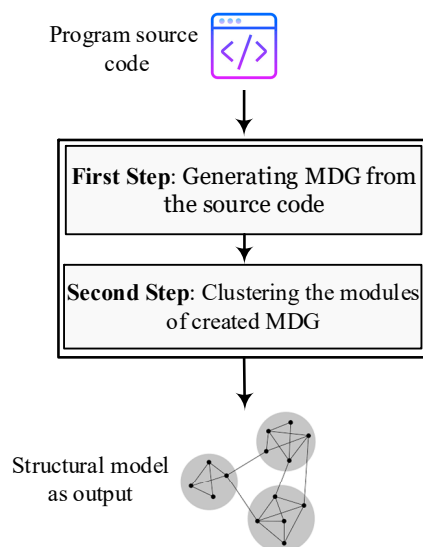 Program source
code
First Step: Generating MDG from
the source code
Second Step: Clustering the modules
of created MDG
Structural model
as output